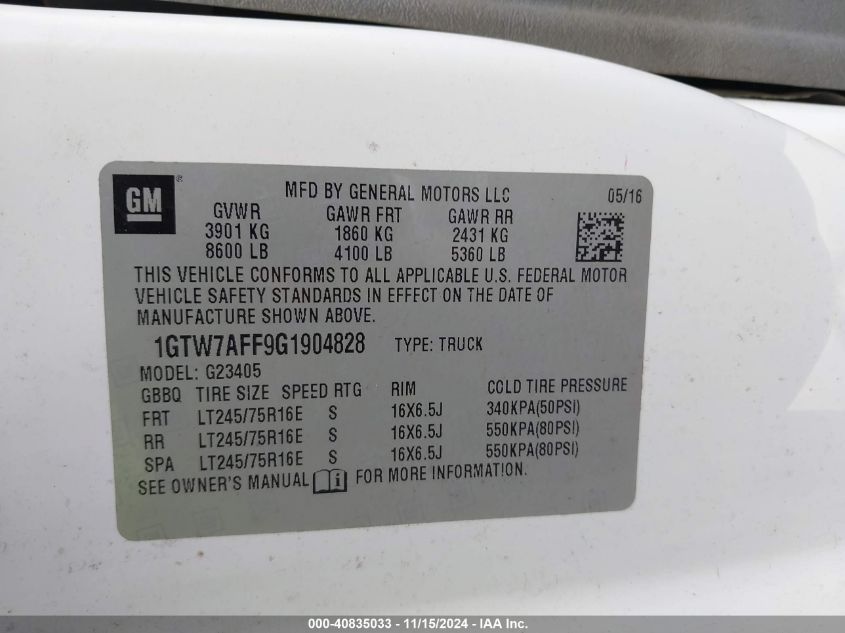 GM ®
MFD BY GENERAL MOTORS LLC 05/16
GVWR GAWR FRT GAWR RR
3901 KG 1860 KG 2431 KG
8600 LB 4100 LB 5360 LB
THIS VEHICLE CONFORMS TO ALL APPLICABLE U.S. FEDERAL MOTOR
VEHICLE SAFETY STANDARDS IN EFFECT ON THE DATE OF
MANUFACTURE SHOWN ABOVE.
1GTW7AFF9G1904828 TYPE: TRUCK
MODEL: G23405
GBBQ TIRE SIZE SPEED RTG RIM COLD TIRE PRESSURE
FRT LT245/75R16E S 16X6.5J 340KPA(50PSI)
RR LT245/75R16E S 16X6.5J 550KPA(80PSI)
SPA LT245/75R16E S 16X6.5J 550KPA(80PSI)
SEE OWNER'S MANUAL i FOR MORE INFORMATION.
000-40835033 - 11/15/2024 - IAA Inc.